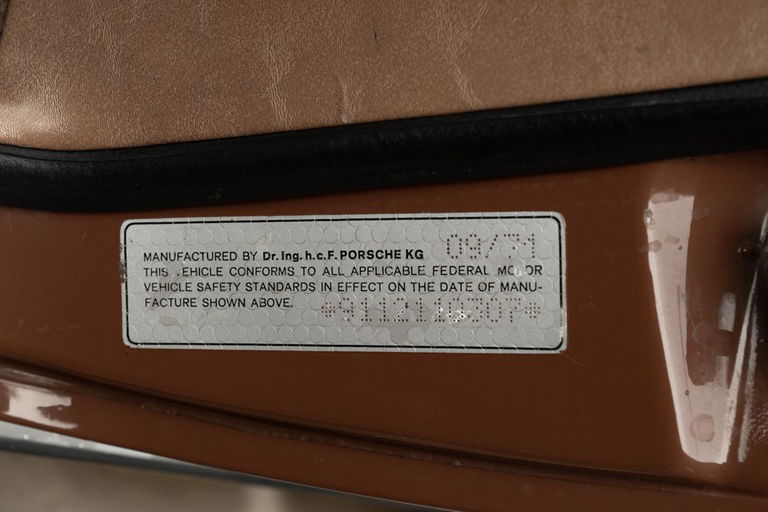 MANUFACTURED BY Dr.Ing.h.c.F.PORSCHE KG 09/71
THIS VEHICLE CONFORMS TO ALL APPLICABLE FEDERAL MOTOR
VEHICLE SAFETY STANDARDS IN EFFECT ON THE DATE OF MANU-
FACTURE SHOWN ABOVE. *9112110307*